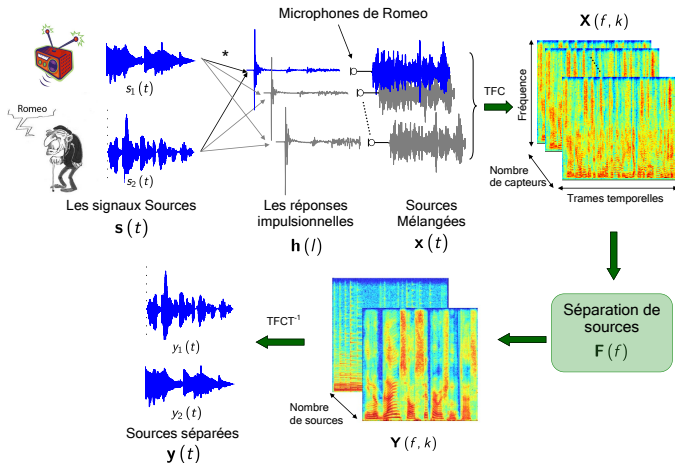 Microphones de Romeo
X (f, k)
*
s1 (t)
Romeo
s2 (t)
TFC
Fréquence
Nombre
de capteurs
Trames temporelles
Les signaux Sources
s (t)
Les réponses
impulsionnelles
h (l)
Sources
Mélangées
x (t)
Séparation de
sources
F (f)
TFCT-1
y1 (t)
y2 (t)
Nombre
de sources
Sources séparées
y (t)
Y (f, k)